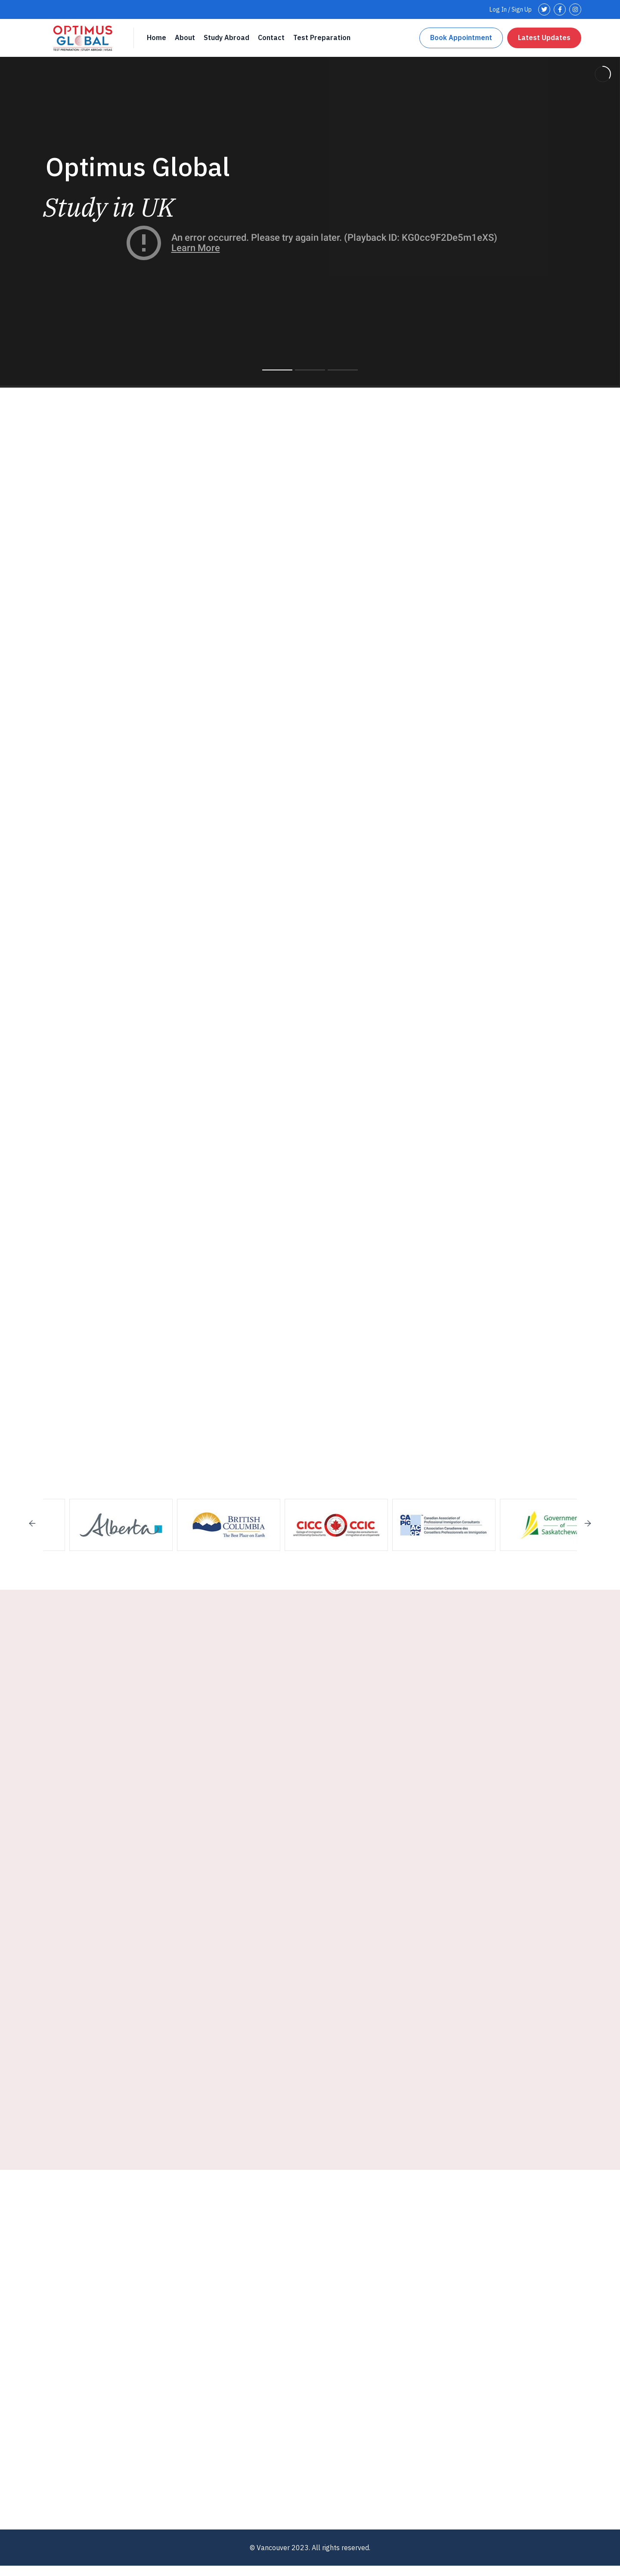 Log In / Sign Up
OPTIMUS
GLOBAL
TEST PREPARATION | STUDY ABROAD | VISAS
Home About Study Abroad Contact Test Preparation
Book Appointment
Latest Updates
Optimus Global
Study in UK
An error occurred. Please try again later. (Playback ID: KG0cc9F2De5m1eXS)
Learn More
Alberta
BRITISH
COLUMBIA
The Best Place on Earth
CICC CCIC
CAPIC
Canadian Association of
Professional Immigration Consultants
L'Association Canadienne des
Conseillers Professionnels en Immigration
Governmen
of
Saskatchew
© Vancouver 2023. All rights reserved.